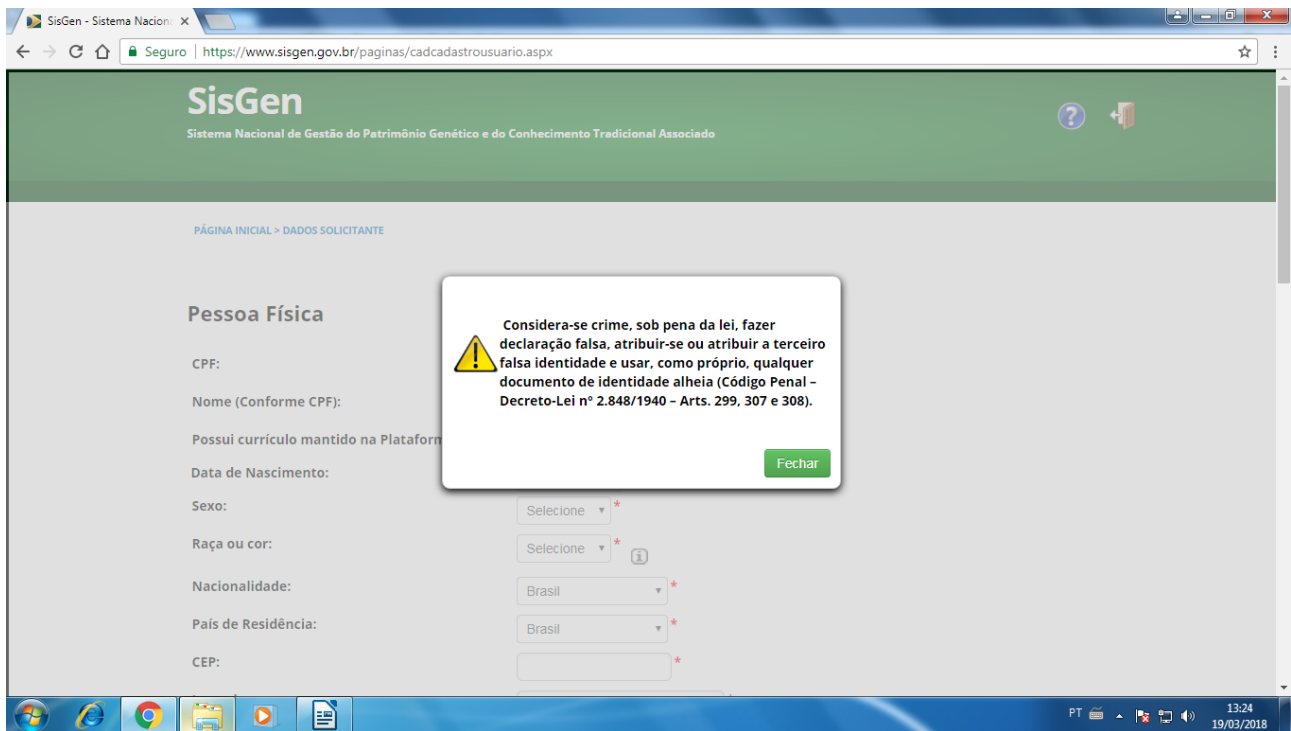 SisGen - Sistema Nacion
Seguro | https://www.sisgen.gov.br/paginas/cadcadastrousuario.aspx
SisGen
Sistema Nacional de Gestão do Patrimônio Genético e do Conhecimento Tradicional Associado
PÁGINA INICIAL > DADOS SOLICITANTE
Pessoa Física
Considera-se crime, sob pena da lei, fazer
declaração falsa, atribuir-se ou atribuir a terceiro
falsa identidade e usar, como próprio, qualquer
documento de identidade alheia (Código Penal –
Decreto-Lei nº 2.848/1940 – Arts. 299, 307 e 308).
Fechar
CPF:
Nome (Conforme CPF):
Possui currículo mantido na Plataform
Data de Nascimento:
Sexo: Selecione *
Raça ou cor: Selecione *
Nacionalidade: Brasil *
País de Residência: Brasil *
CEP: *
PT 13:24
19/03/2018